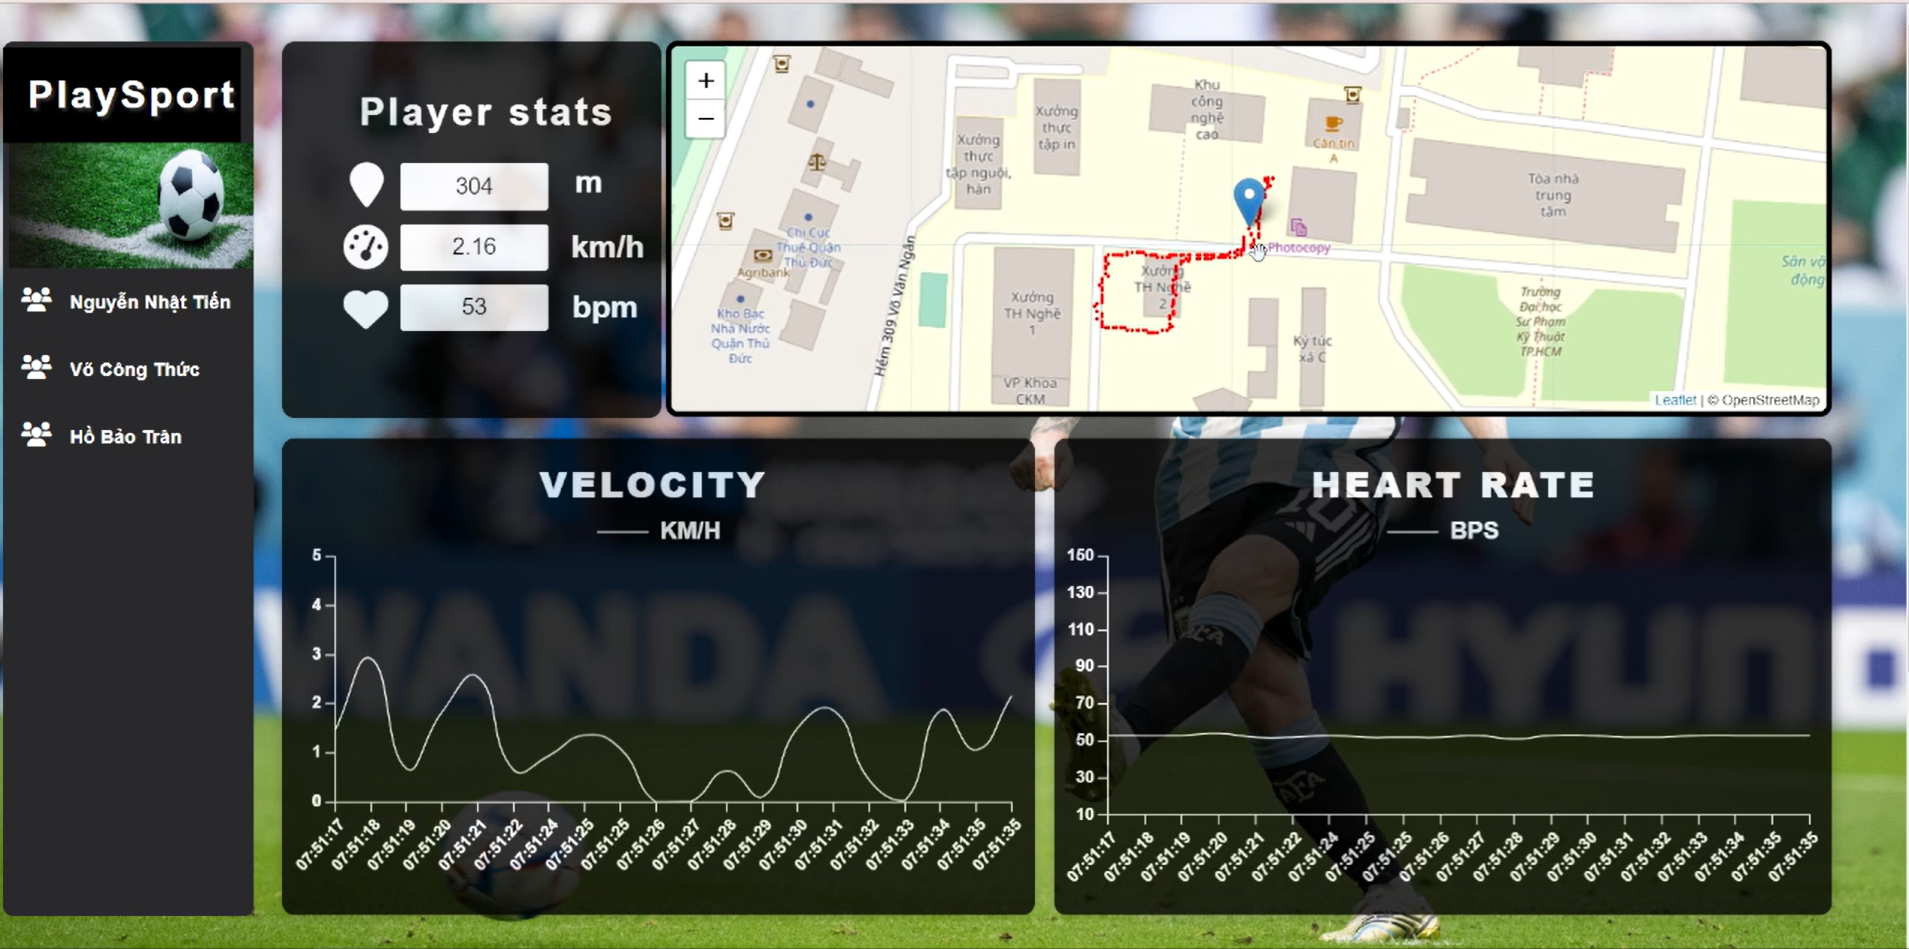 PlaySport
Nguyễn Nhật Tiến
Võ Công Thức
Hồ Bảo Trân
Player stats
304 m
2.16 km/h
53 bpm
+
−
Khu
công
nghệ
cao
Xưởng
thực
tập in
Xưởng
thực
tập nguội,
hàn
Căn tin
A
Tòa nhà
trung
tâm
Chi Cục
Thuế Quận
Thủ Đức
Agribank
Kho Bạc
Nhà Nước
Quận Thủ
Đức
Hẻm 309 Võ Văn Ngân
Photocopy
Xưởng
TH Nghề
2
Xưởng
TH Nghề
1
VP Khoa
CKM
Ký túc
xá C
Trường
Đại học
Sư Phạm
Kỹ Thuật
TP.HCM
Sân vậ
động
Leaflet | © OpenStreetMap
VELOCITY
KM/H
5
4
3
2
1
0
07:51:17
07:51:18
07:51:19
07:51:20
07:51:21
07:51:22
07:51:24
07:51:25
07:51:25
07:51:26
07:51:27
07:51:28
07:51:29
07:51:30
07:51:31
07:51:32
07:51:33
07:51:34
07:51:35
07:51:35
HEART RATE
BPS
150
130
110
90
70
50
30
10
07:51:17
07:51:18
07:51:19
07:51:20
07:51:21
07:51:22
07:51:24
07:51:25
07:51:25
07:51:26
07:51:27
07:51:28
07:51:29
07:51:30
07:51:31
07:51:32
07:51:33
07:51:34
07:51:35
07:51:35
WANDA
HYUN
10
AFA